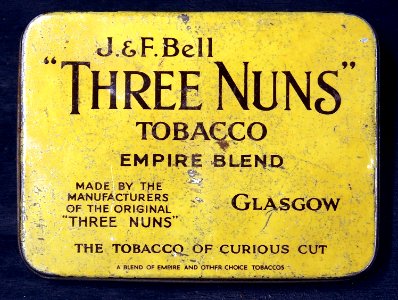 J. & F. Bell
"THREE NUNS"
TOBACCO
EMPIRE BLEND
MADE BY THE
MANUFACTURERS
OF THE ORIGINAL
"THREE NUNS"
GLASGOW
THE TOBACCO OF CURIOUS CUT
A BLEND OF EMPIRE AND OTHER CHOICE TOBACCOS